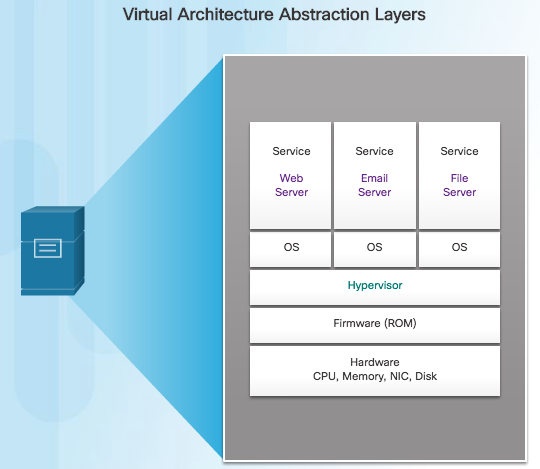 Virtual Architecture Abstraction Layers
Service
Web
Server
Service
Email
Server
Service
File
Server
OS
OS
OS
Hypervisor
Firmware (ROM)
Hardware
CPU, Memory, NIC, Disk